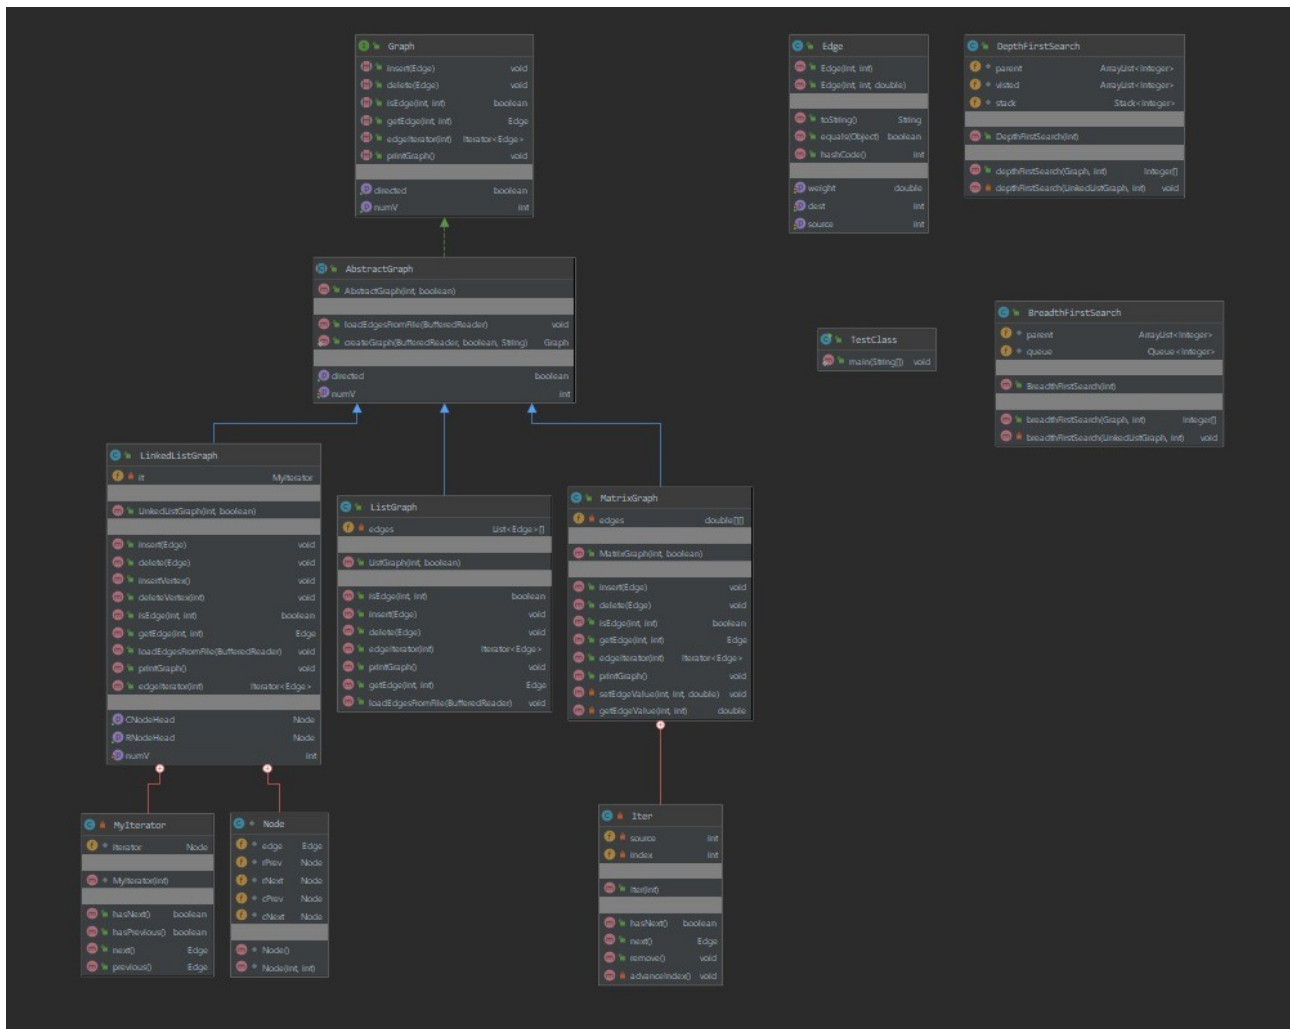 Graph
insert(Edge) void
delete(Edge) void
isEdge(int, int) boolean
getEdge(int, int) Edge
edgeIterator(int) Iterator<Edge>
printGraph() void
directed boolean
numV int
Edge
Edge(int, int)
Edge(int, int, double)
toString() String
equals(Object) boolean
hashCode() int
weight double
dest int
source int
DepthFirstSearch
parent ArrayList<Integer>
visted ArrayList<Integer>
stack Stack<Integer>
DepthFirstSearch(int)
depthFirstSearch(Graph, int) Integer[]
depthFirstSearch(LinkedListGraph, int) void
AbstractGraph
AbstractGraph(int, boolean)
loadEdgesFromFile(BufferedReader) void
createGraph(BufferedReader, boolean, String) Graph
directed boolean
numV int
TestClass
main(String[]) void
BreadthFirstSearch
parent ArrayList<Integer>
queue Queue<Integer>
BreadthFirstSearch(int)
breadthFirstSearch(Graph, int) Integer[]
breadthFirstSearch(LinkedListGraph, int) void
LinkedListGraph
it MyIterator
LinkedListGraph(int, boolean)
insert(Edge) void
delete(Edge) void
insertVertex() void
deleteVertex(int) void
isEdge(int, int) boolean
getEdge(int, int) Edge
loadEdgesFromFile(BufferedReader) void
printGraph() void
edgeIterator(int) Iterator<Edge>
CNodeHead Node
RNodeHead Node
numV int
ListGraph
edges List<Edge>[]
ListGraph(int, boolean)
isEdge(int, int) boolean
insert(Edge) void
delete(Edge) void
edgeIterator(int) Iterator<Edge>
printGraph() void
getEdge(int, int) Edge
loadEdgesFromFile(BufferedReader) void
MatrixGraph
edges double[][]
MatrixGraph(int, boolean)
insert(Edge) void
delete(Edge) void
isEdge(int, int) boolean
getEdge(int, int) Edge
edgeIterator(int) Iterator<Edge>
printGraph() void
setEdgeValue(int, int, double) void
getEdgeValue(int, int) double
MyIterator
iterator Node
MyIterator(int)
hasNext() boolean
hasPrevious() boolean
next() Edge
previous() Edge
Node
edge Edge
rPrev Node
rNext Node
cPrev Node
cNext Node
Node()
Node(int, int)
Iter
source int
index int
Iter(int)
hasNext() boolean
next() Edge
remove() void
advanceIndex() void